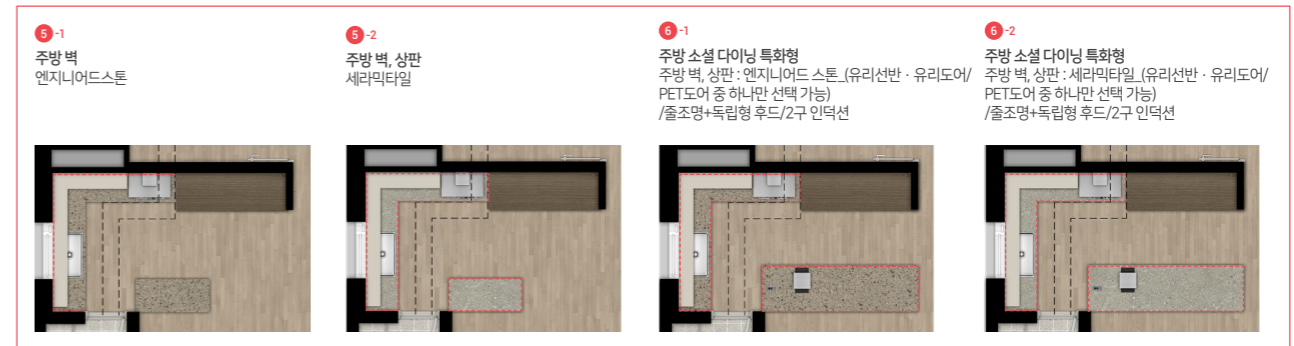 5 -1
주방 벽
엔지니어드스톤
5 -2
주방 벽, 상판
세라믹타일
6 -1
주방 소셜 다이닝 특화형
주방 벽, 상판 : 엔지니어드 스톤_(유리선반 · 유리도어/
PET도어 중 하나만 선택 가능)
/줄조명+독립형 후드/2구 인덕션
6 -2
주방 소셜 다이닝 특화형
주방 벽, 상판 : 세라믹타일_(유리선반 · 유리도어/
PET도어 중 하나만 선택 가능)
/줄조명+독립형 후드/2구 인덕션